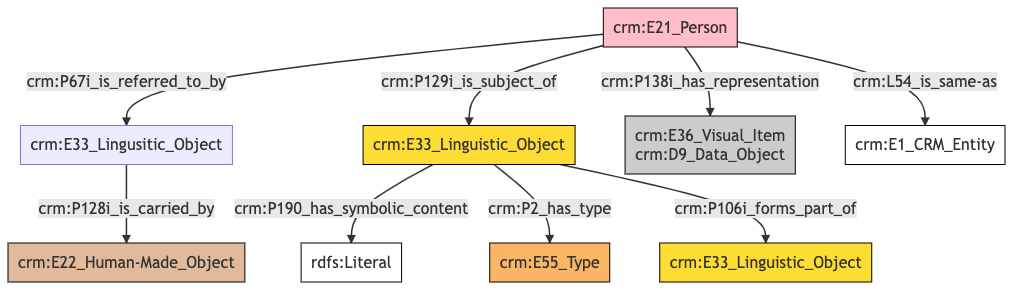 crm:E21_Person
crm:P67i_is_referred_to_by
crm:P129i_is_subject_of
crm:P138i_has_representation
crm:L54_is_same-as
crm:E33_Lingusitic_Object
crm:E33_Linguistic_Object
crm:E36_Visual_Item
crm:D9_Data_Object
crm:E1_CRM_Entity
crm:P128i_is_carried_by
crm:P190_has_symbolic_content
crm:P2_has_type
crm:P106i_forms_part_of
crm:E22_Human-Made_Object
rdfs:Literal
crm:E55_Type
crm:E33_Linguistic_Object